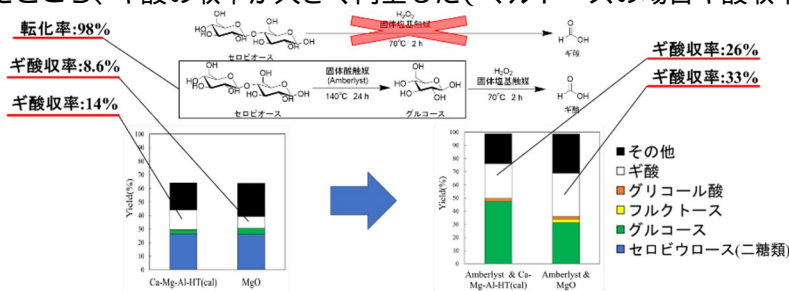 たところ、ギ酸の収率が大きく向上した(マルトースの場合ギ酸収率
転化率:98%
ギ酸収率:8.6%
ギ酸収率:14%
H₂O₂
固体塩基触媒
70℃ 2 h
セロビオース
ギ酸
固体酸触媒
(Amberlyst)
140℃ 24 h
セロビオース
グルコース
H₂O₂
固体塩基触媒
70℃ 2 h
ギ酸
ギ酸収率:26%
ギ酸収率:33%
Yield(%)
100
90
80
70
60
50
40
30
20
10
0
Ca-Mg-Al-HT(cal)
MgO
Yield(%)
100
90
80
70
60
50
40
30
20
10
0
Amberlyst & Ca-
Mg-Al-HT(cal)
Amberlyst &
MgO
その他
ギ酸
グリコール酸
フルクトース
グルコース
セロビウロース(二糖類)